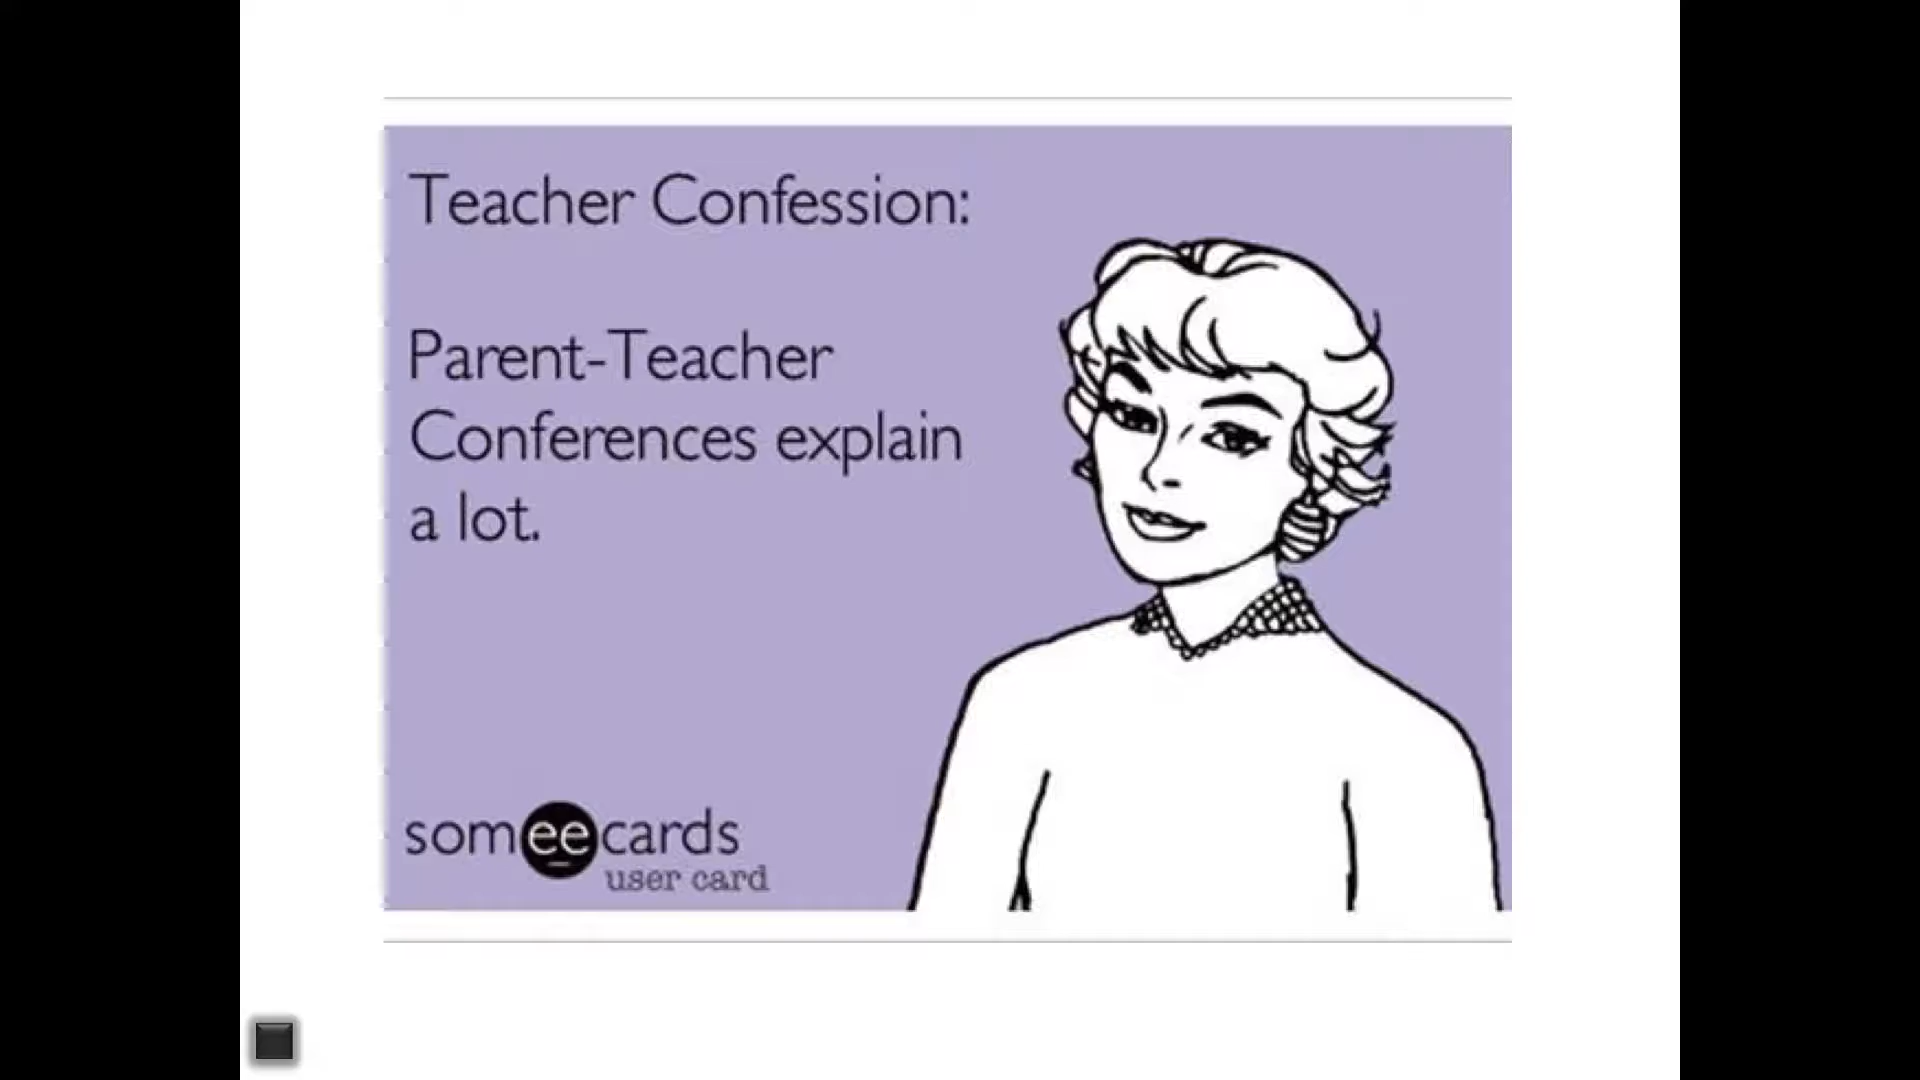 Teacher Confession:
Parent-Teacher
Conferences explain
a lot.
someecards
user card